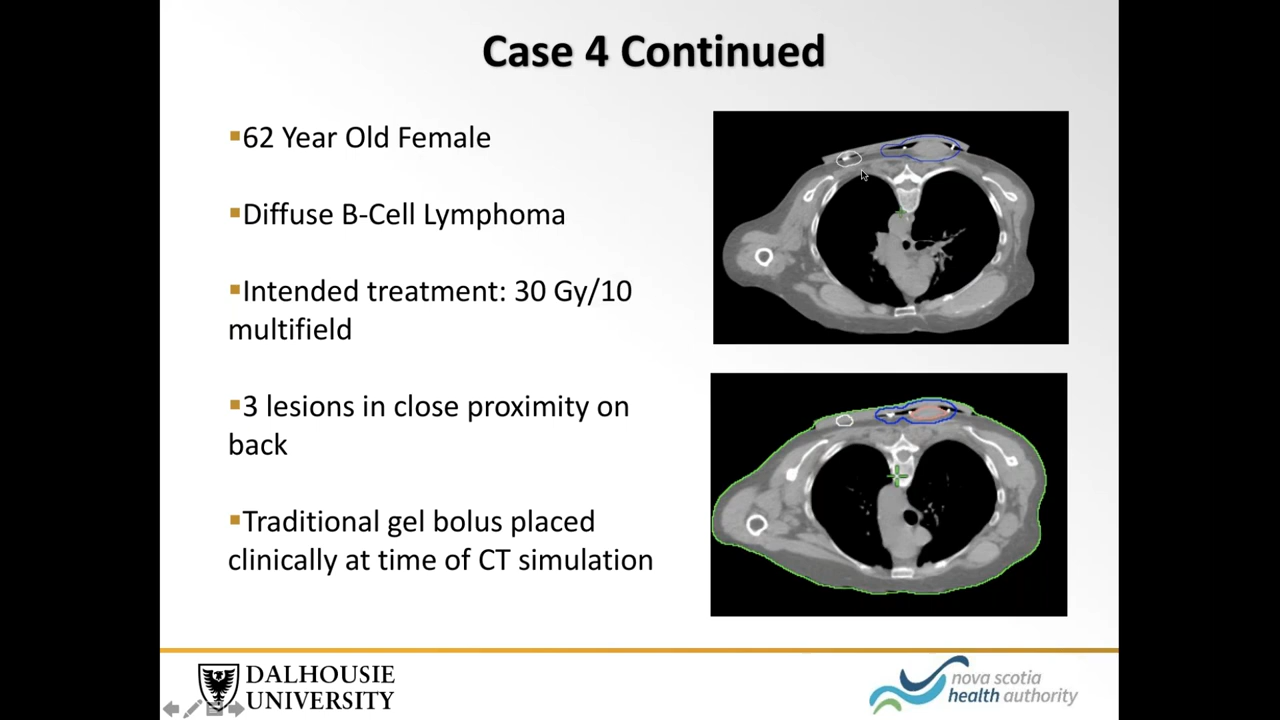 Case 4 Continued
▪62 Year Old Female
▪Diffuse B-Cell Lymphoma
▪Intended treatment: 30 Gy/10
multifield
▪3 lesions in close proximity on
back
▪Traditional gel bolus placed
clinically at time of CT simulation
DALHOUSIE
UNIVERSITY
nova scotia
health authority